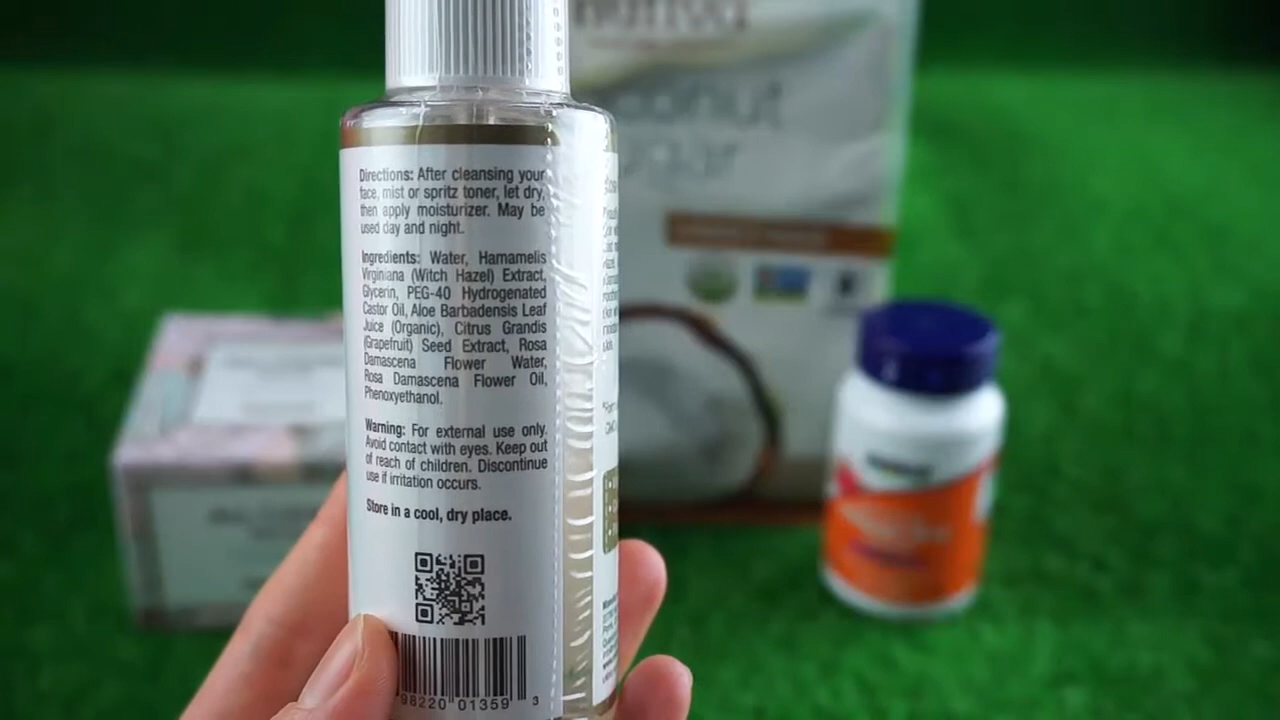 Directions: After cleansing your
face, mist or spritz toner, let dry,
then apply moisturizer. May be
used day and night.
Ingredients: Water, Hamamelis
Virginiana (Witch Hazel) Extract,
Glycerin, PEG-40 Hydrogenated
Castor Oil, Aloe Barbadensis Leaf
Juice (Organic), Citrus Grandis
(Grapefruit) Seed Extract, Rosa
Damascena Flower Water,
Rosa Damascena Flower Oil,
Phenoxyethanol.
Warning: For external use only.
Avoid contact with eyes. Keep out
of reach of children. Discontinue
use if irritation occurs.
Store in a cool, dry place.
98220 01359 3